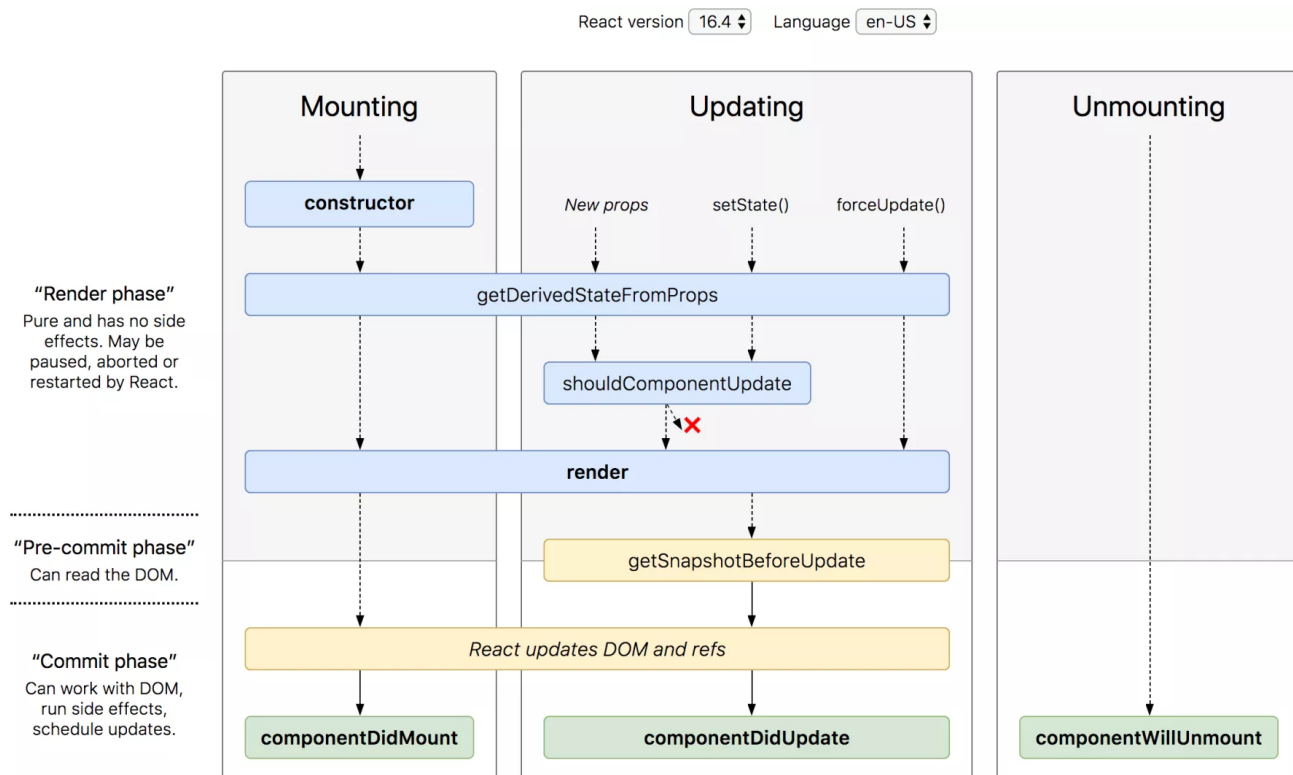 React version 16.4 Language en-US
Mounting
Updating
Unmounting
constructor
New props
setState()
forceUpdate()
“Render phase”
Pure and has no side
effects. May be
paused, aborted or
restarted by React.
getDerivedStateFromProps
shouldComponentUpdate
render
“Pre-commit phase”
Can read the DOM.
getSnapshotBeforeUpdate
“Commit phase”
Can work with DOM,
run side effects,
schedule updates.
React updates DOM and refs
componentDidMount
componentDidUpdate
componentWillUnmount